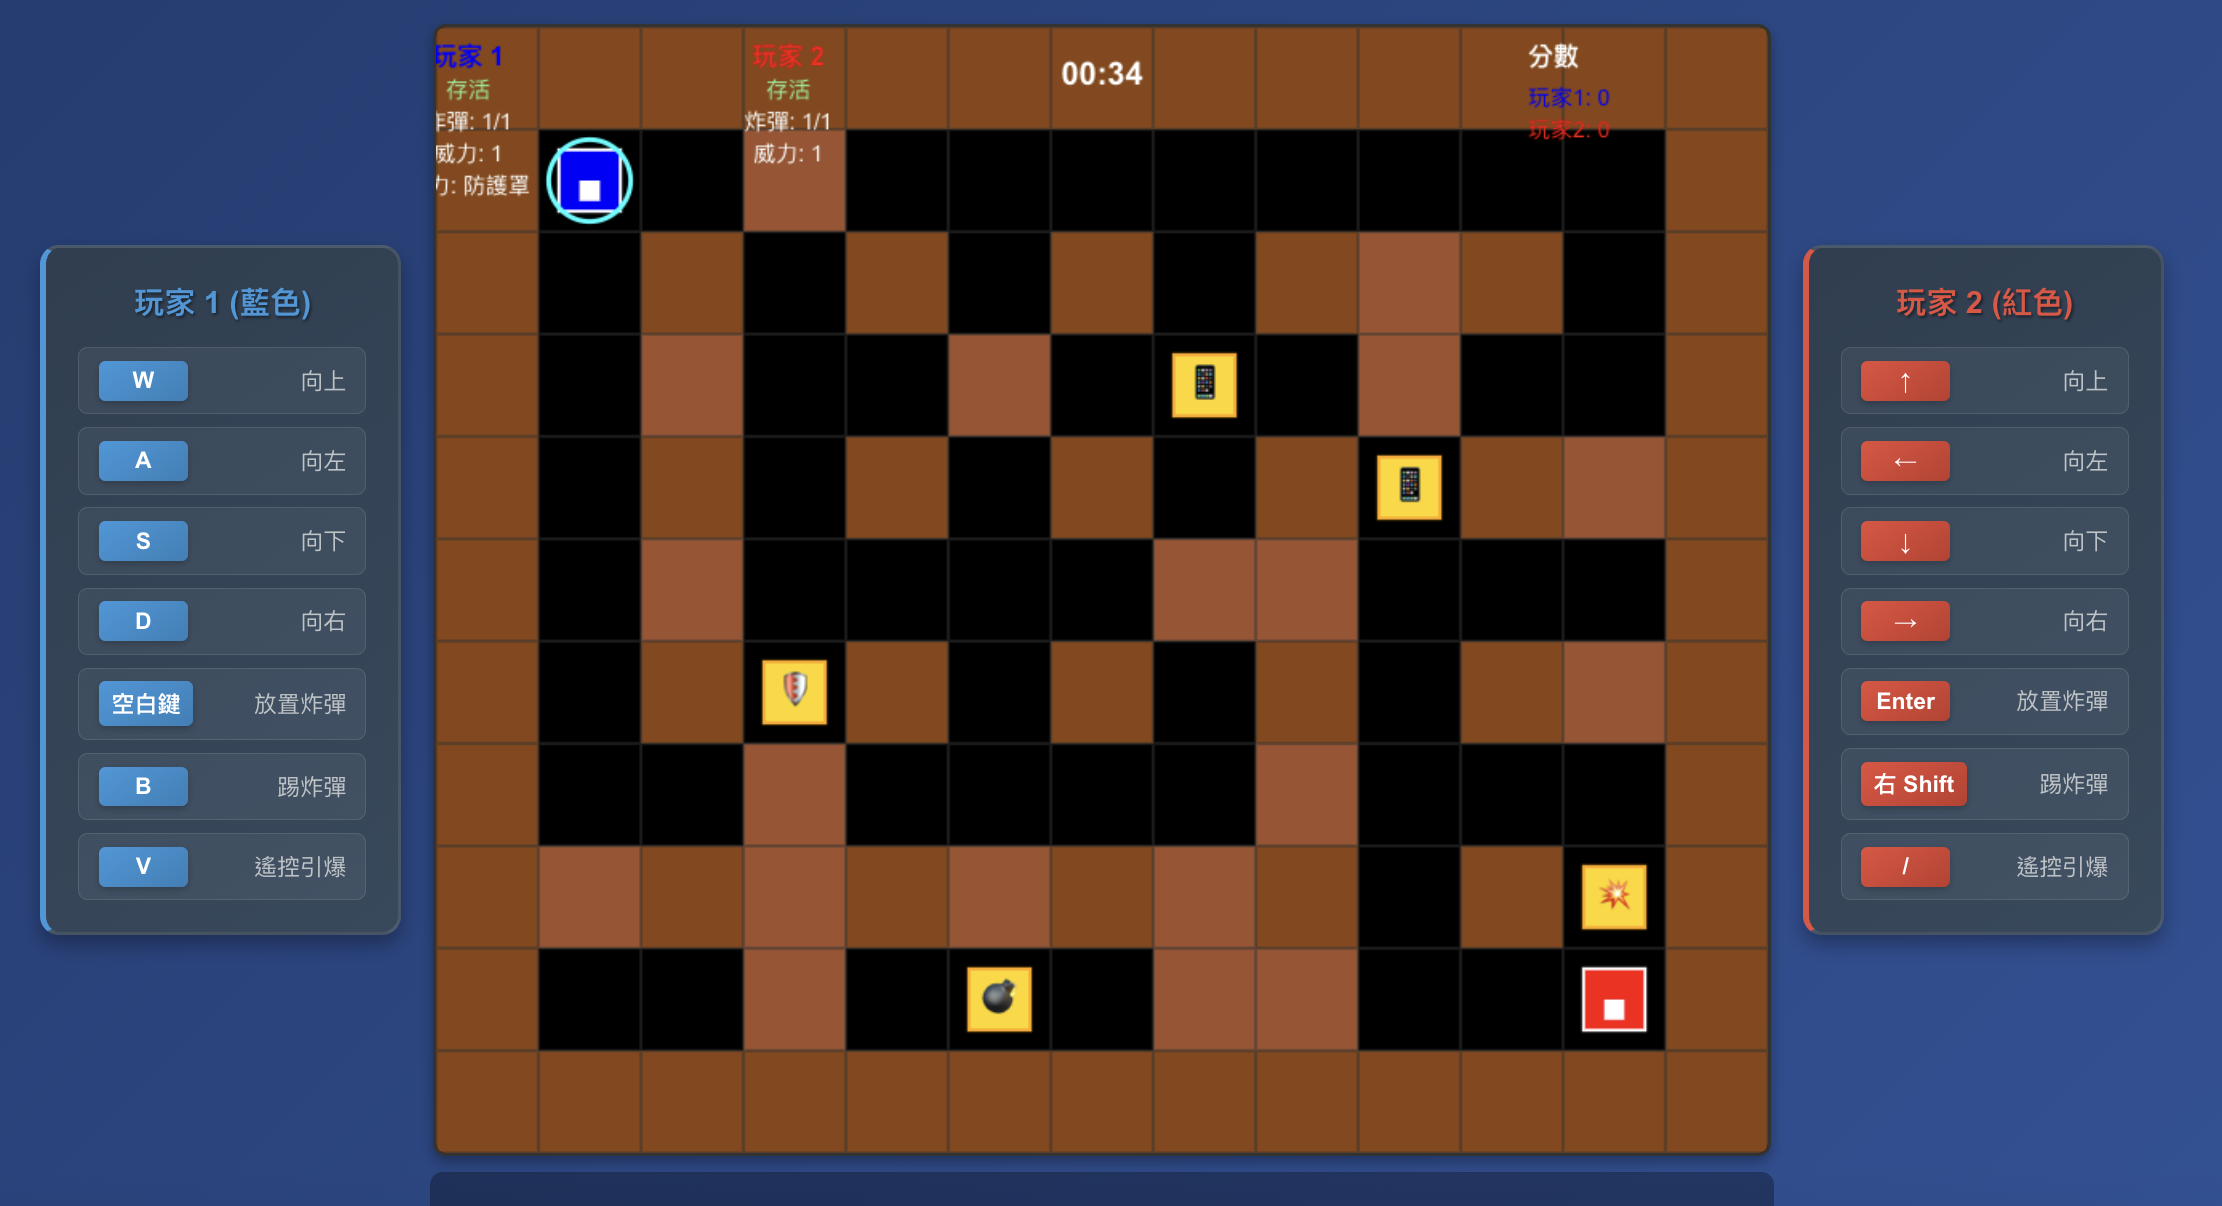 玩家 1
存活
炸彈: 1/1
威力: 1
力: 防護罩
玩家 2
存活
炸彈: 1/1
威力: 1
00:34
分數
玩家1: 0
玩家2: 0
玩家 1 (藍色)
W 向上
A 向左
S 向下
D 向右
空白鍵 放置炸彈
B 踢炸彈
V 遙控引爆
玩家 2 (紅色)
↑ 向上
← 向左
↓ 向下
→ 向右
Enter 放置炸彈
右 Shift 踢炸彈
/ 遙控引爆